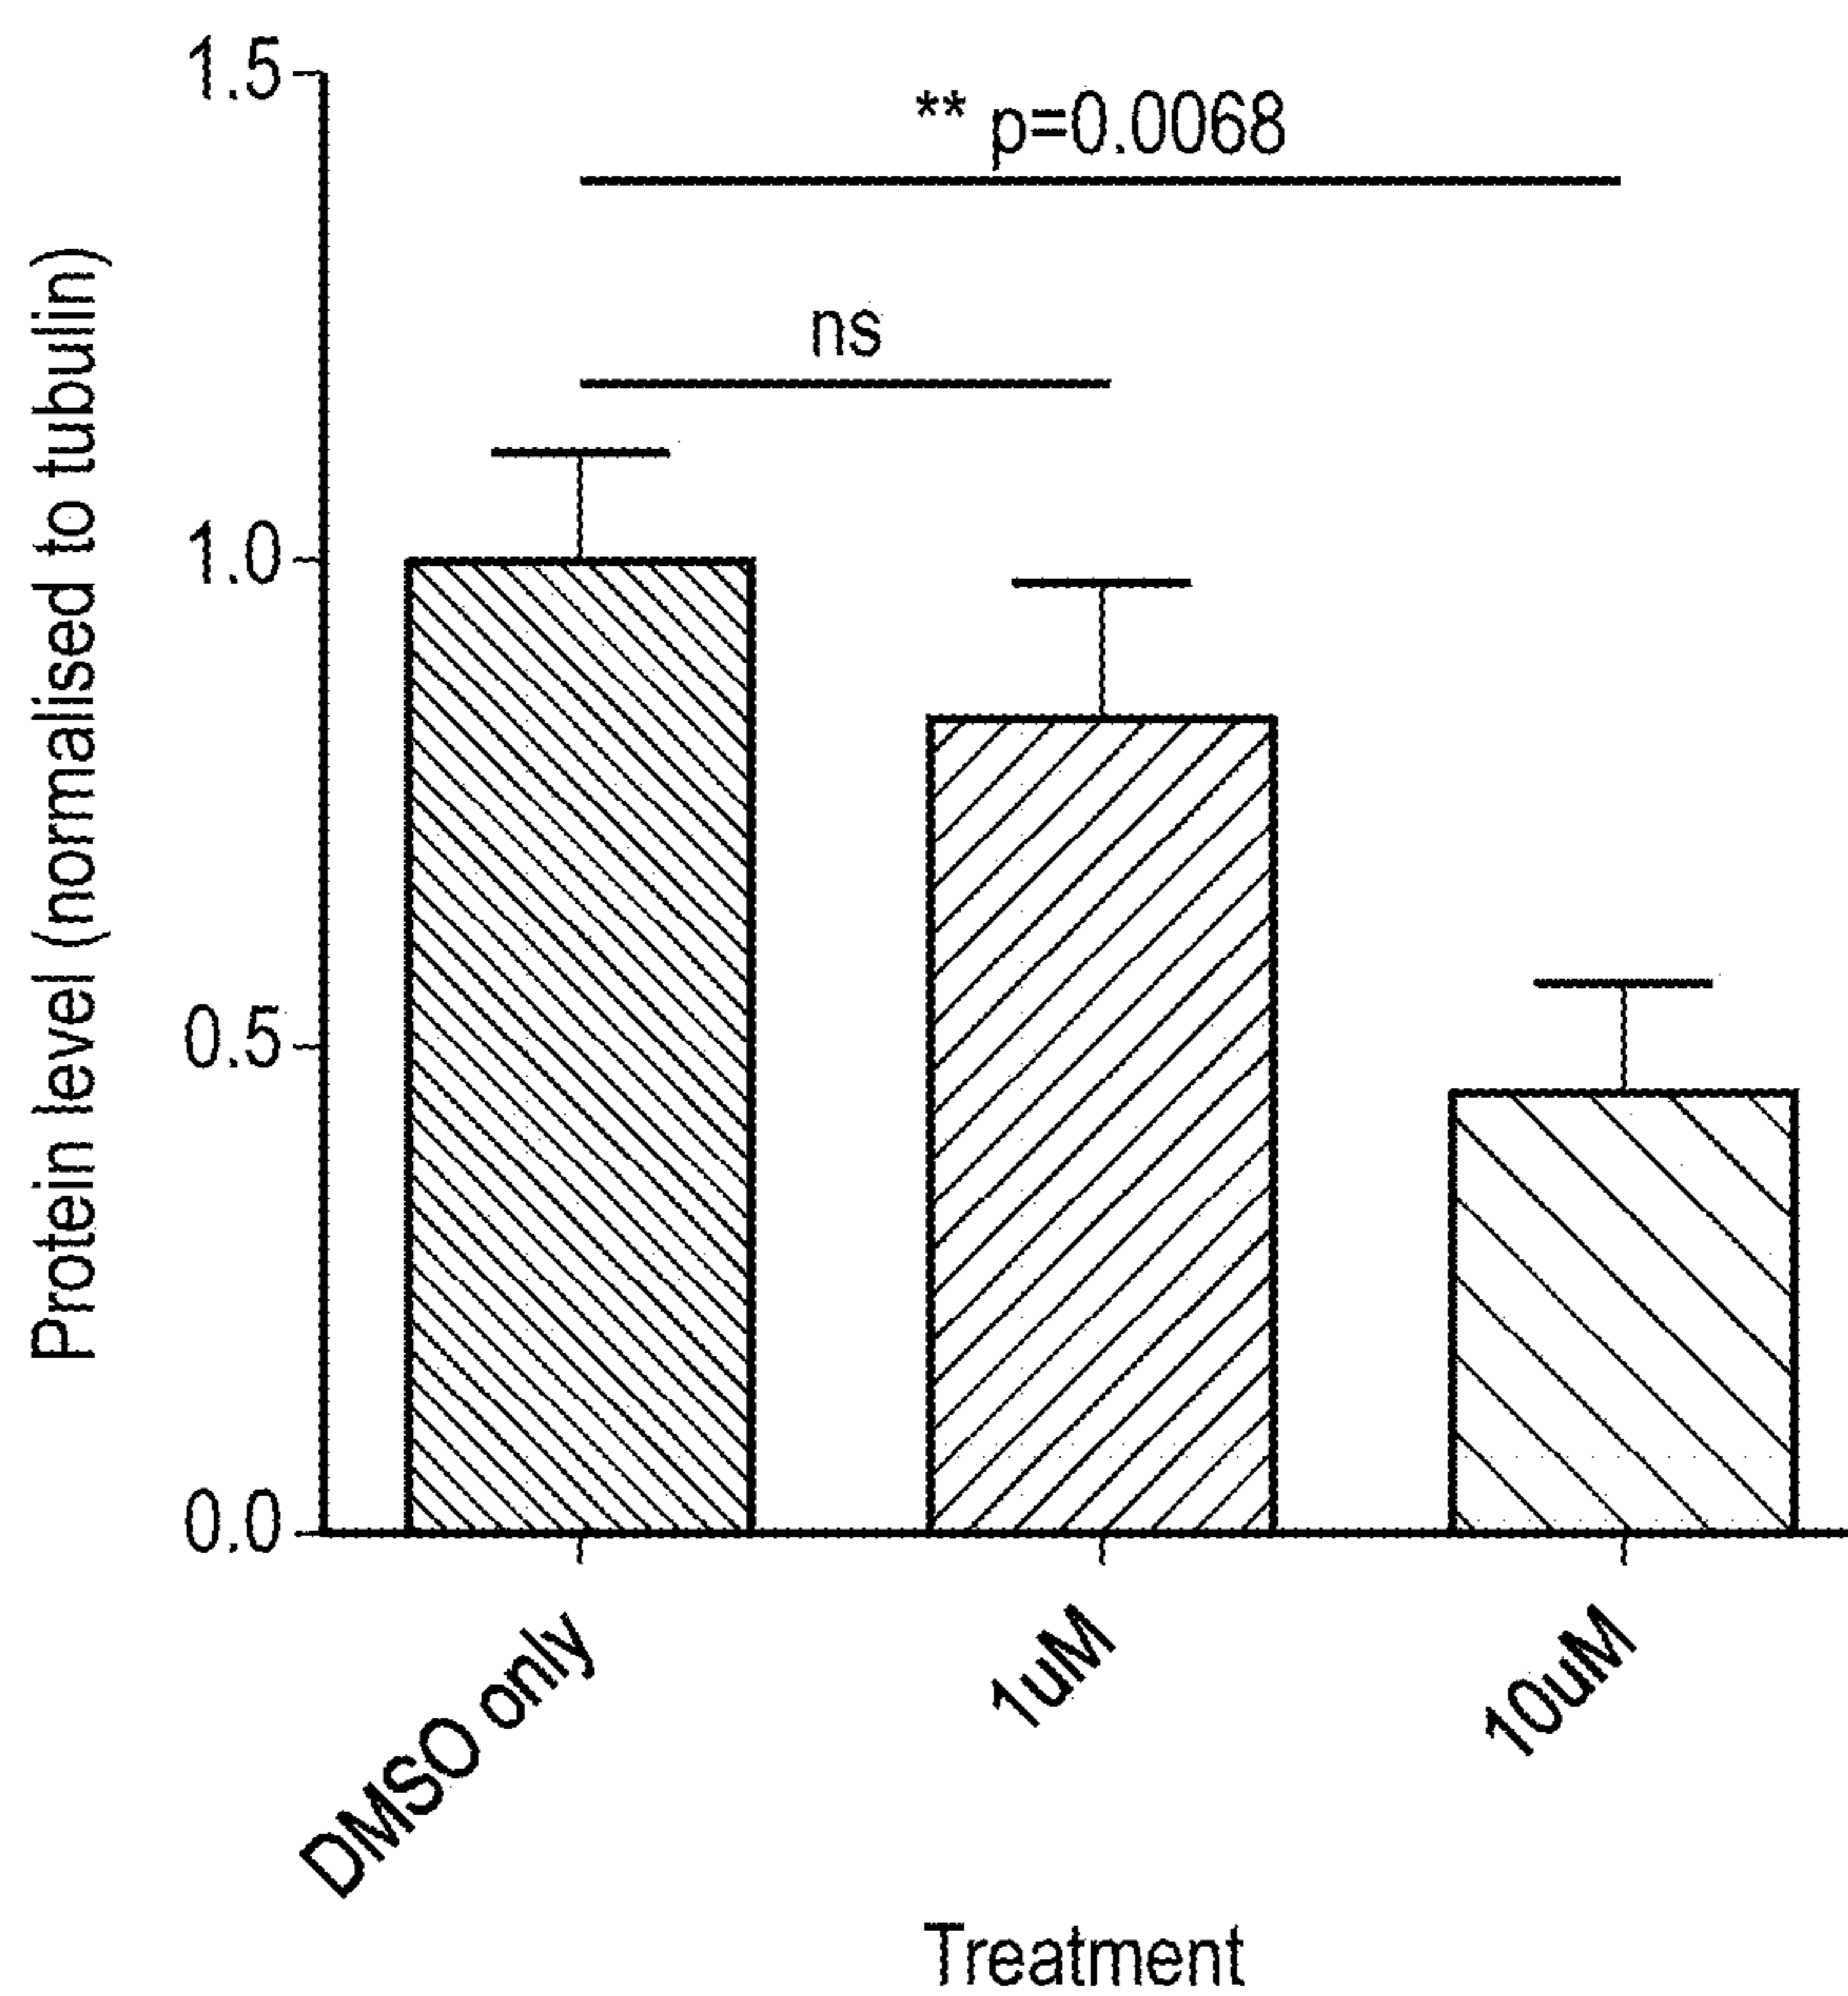 Protein level (normalised to tubulin)
1.5
1.0
0.5
0.0
** p=0.0068
ns
DMSO only
1uM
10uM
Treatment